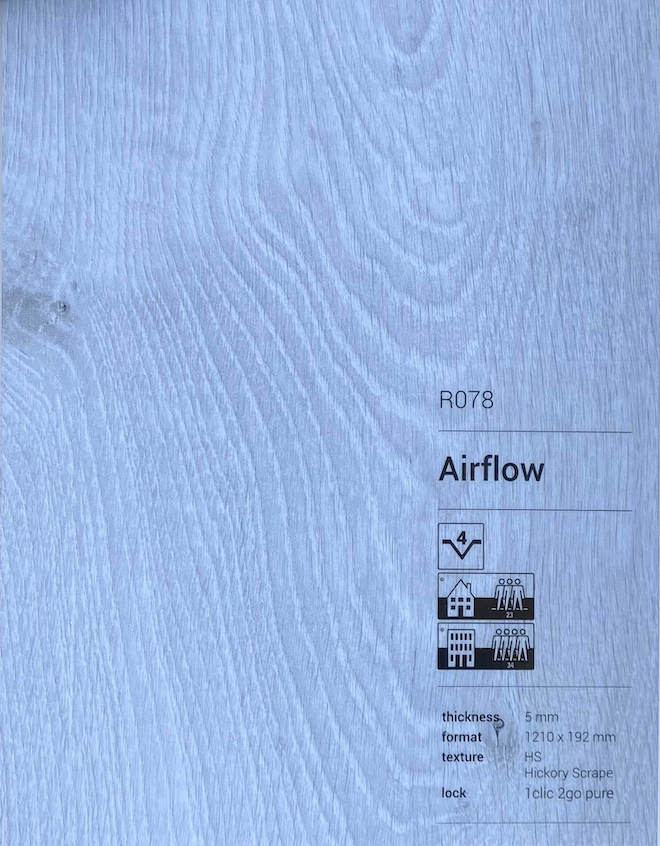 R078
Airflow
4
23
34
thickness 5 mm
format 1210 x 192 mm
texture HS
Hickory Scrape
lock 1clic 2go pure